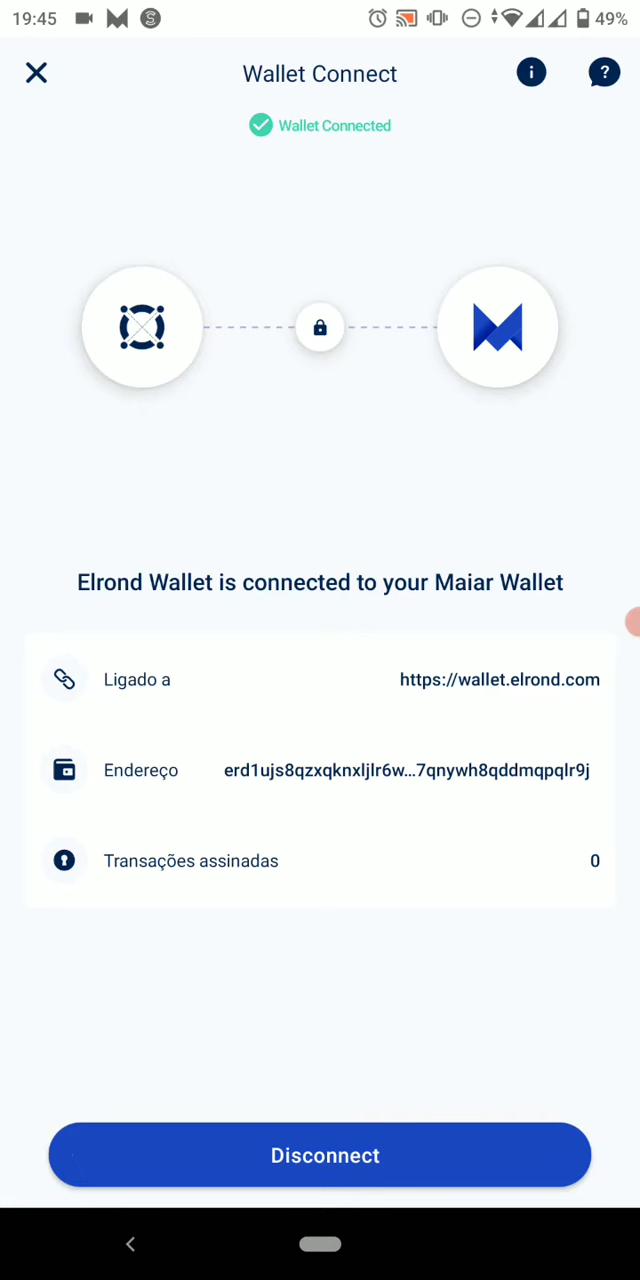 19:45
49%
Wallet Connect
Wallet Connected
Elrond Wallet is connected to your Maiar Wallet
Ligado a https://wallet.elrond.com
Endereço erd1ujs8qzxqknxljlr6w...7qnywh8qddmqpqlr9j
Transações assinadas 0
Disconnect